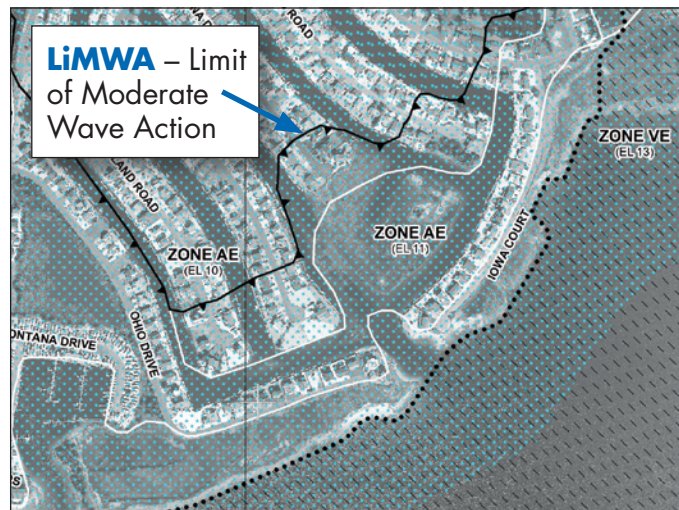 LiMWA – Limit
of Moderate
Wave Action
ROAD
ZONE VE
(EL 13)
LAND ROAD
ZONE AE
(EL 10)
ZONE AE
(EL 11)
IOWA COURT
OHIO DRIVE
ONTANA DRIVE